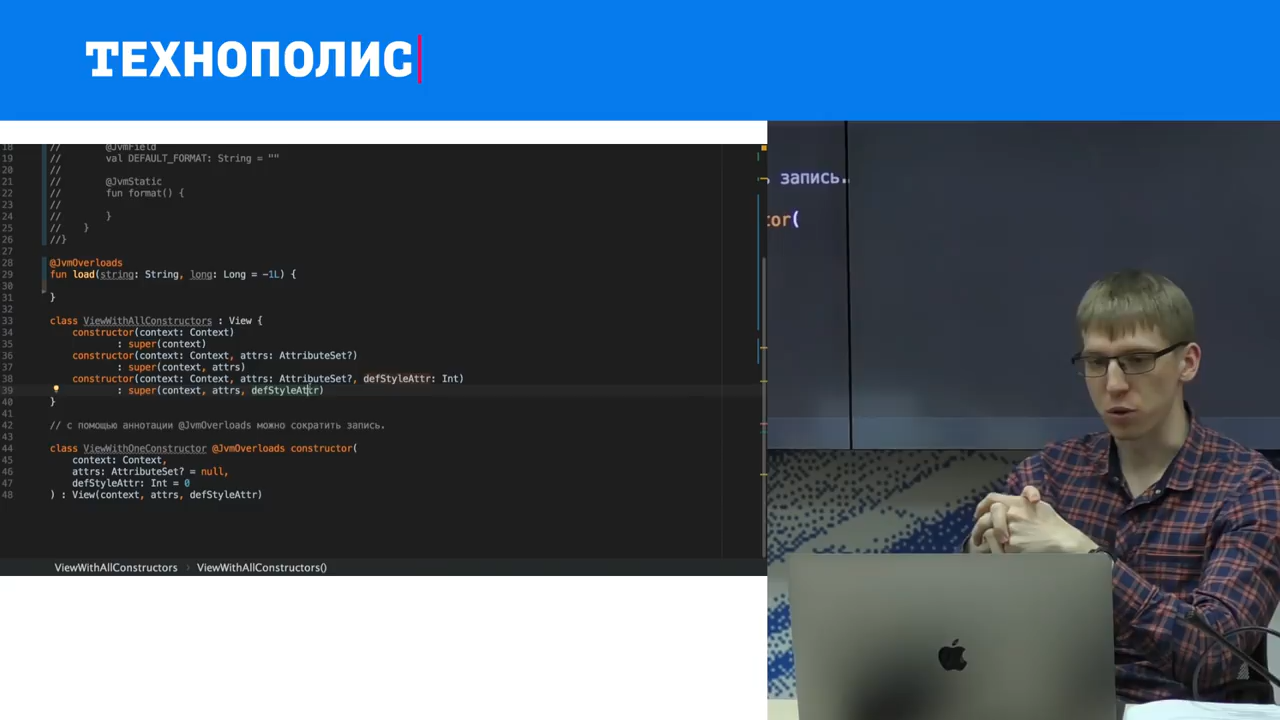 ТЕХНОПОЛИС
18 // @JvmField
19 // val DEFAULT_FORMAT: String = ""
20 //
21 // @JvmStatic
22 // fun format() {
23 //
24 // }
25 // }
26 //}
27
28 @JvmOverloads
29 fun load(string: String, long: Long = -1L) {
30
31 }
32
33 class ViewWithAllConstructors : View {
34 constructor(context: Context)
35 : super(context)
36 constructor(context: Context, attrs: AttributeSet?)
37 : super(context, attrs)
38 constructor(context: Context, attrs: AttributeSet?, defStyleAttr: Int)
39 : super(context, attrs, defStyleAttr)
40 }
41
42 // с помощью аннотации @JvmOverloads можно сократить запись.
43
44 class ViewWithOneConstructor @JvmOverloads constructor(
45 context: Context,
46 attrs: AttributeSet? = null,
47 defStyleAttr: Int = 0
48 ) : View(context, attrs, defStyleAttr)
ViewWithAllConstructors › ViewWithAllConstructors()
запись.
tor(